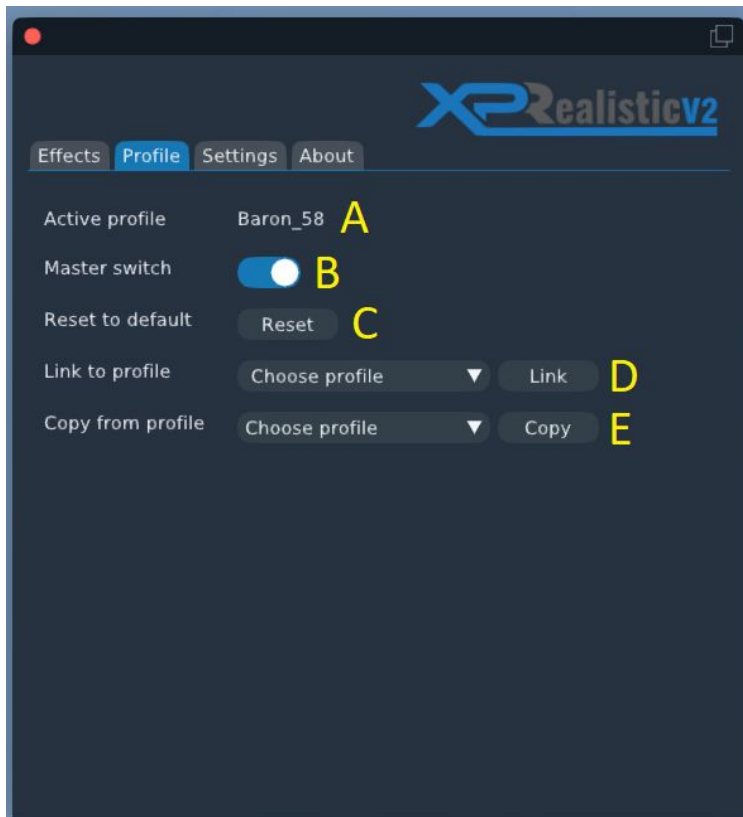 XPRealisticV2
Effects Profile Settings About
Active profile Baron_58 A
Master switch B
Reset to default Reset C
Link to profile Choose profile ▼ Link D
Copy from profile Choose profile ▼ Copy E